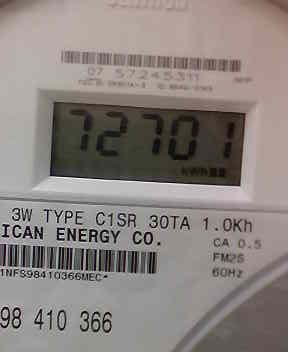 07 57245311
72701
kWh
3W TYPE C1SR 30TA 1.0Kh
ICAN ENERGY CO.
CA 0.5
FM2S
60Hz
1NFS98410366MEC*
98 410 366